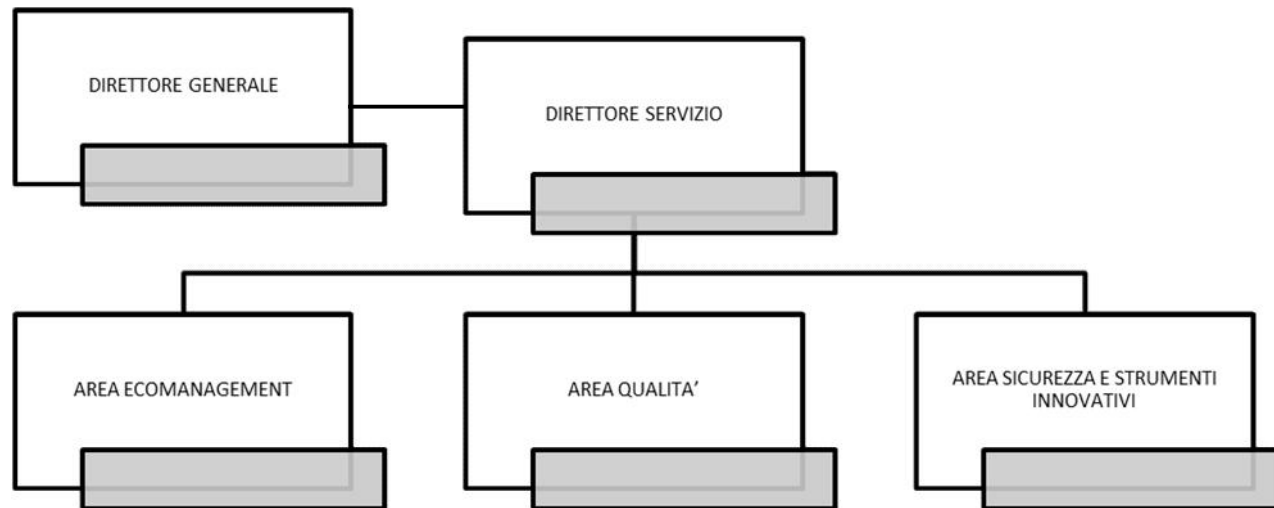 DIRETTORE GENERALE
DIRETTORE SERVIZIO
AREA ECOMANAGEMENT
AREA QUALITA’
AREA SICUREZZA E STRUMENTI
INNOVATIVI